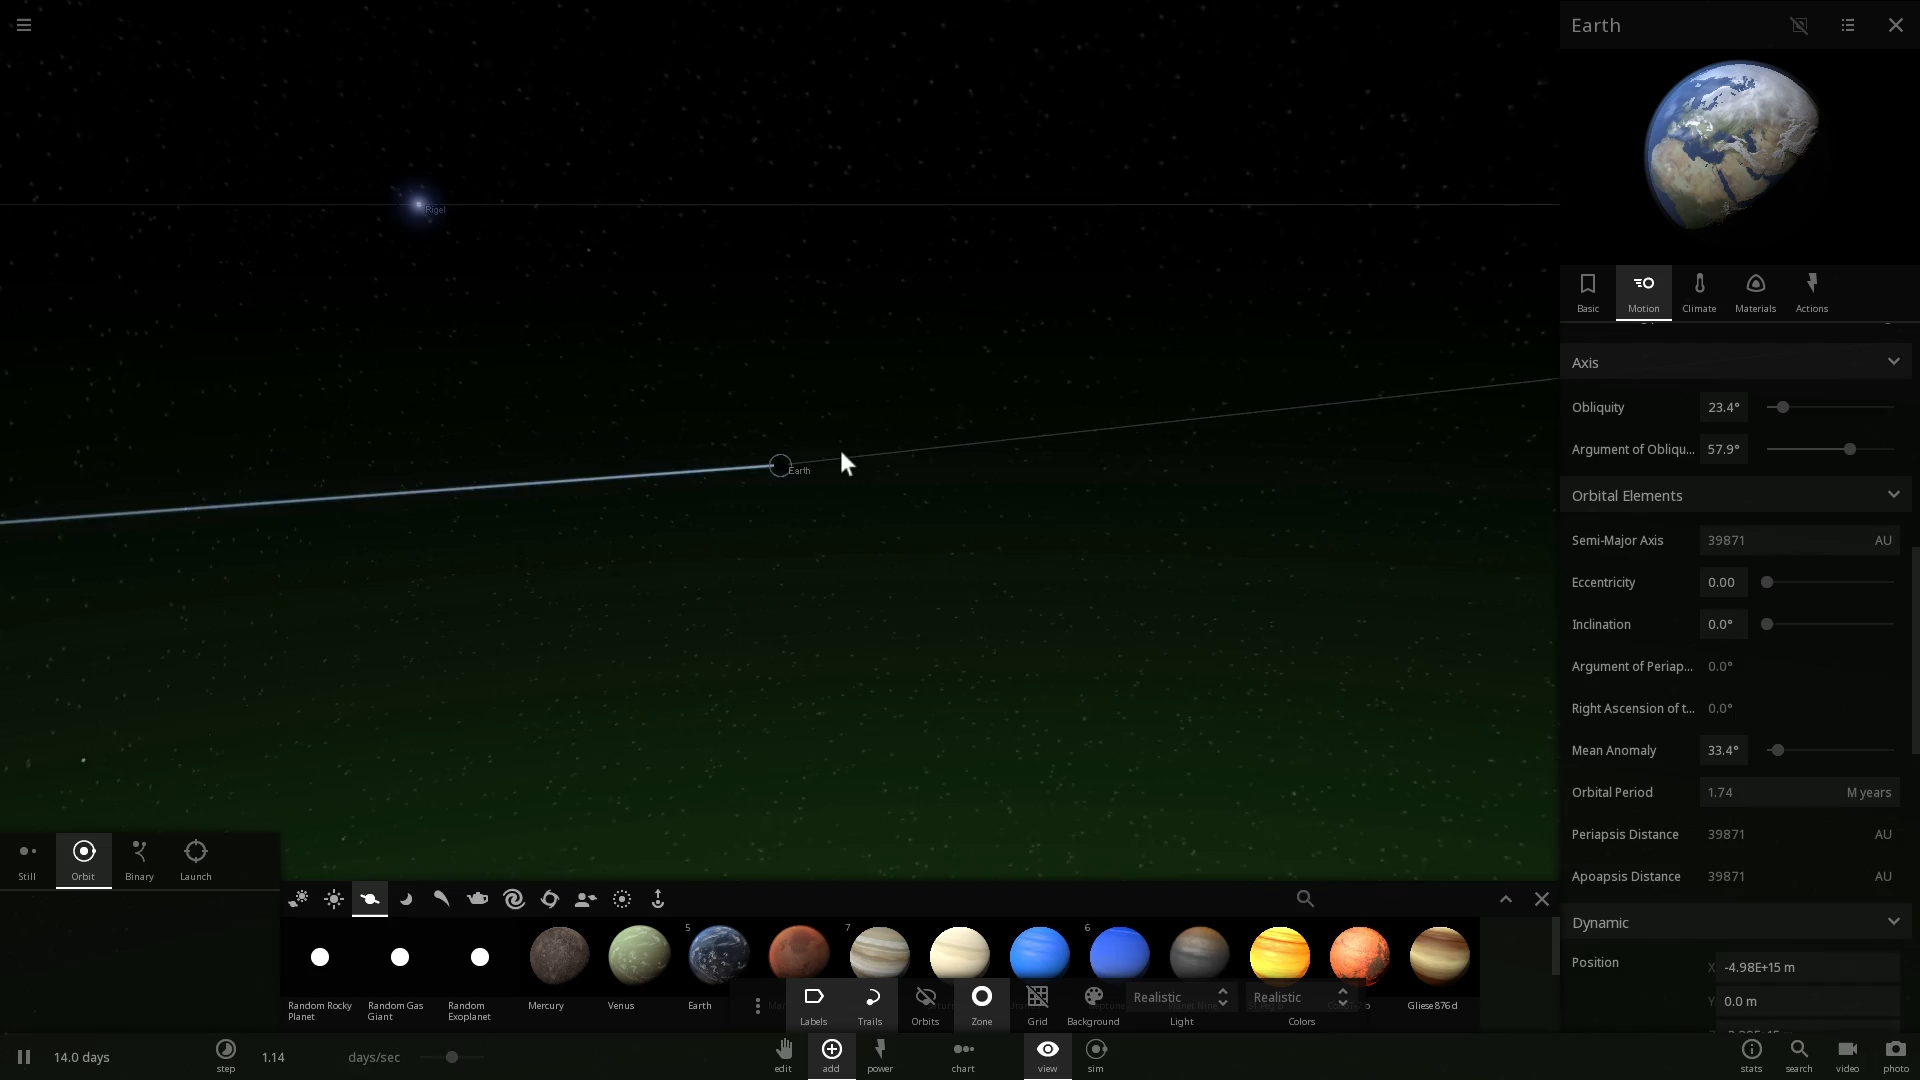 Earth
Rigel
Earth
Basic
Motion
Climate
Materials
Actions
Axis
Obliquity 23.4°
Argument of Obliqu... 57.9°
Orbital Elements
Semi-Major Axis 39871 AU
Eccentricity 0.00
Inclination 0.0°
Argument of Periap... 0.0°
Right Ascension of t... 0.0°
Mean Anomaly 33.4°
Orbital Period 1.74 M years
Periapsis Distance 39871 AU
Apoapsis Distance 39871 AU
Dynamic
Position X -4.98E+15 m
Y 0.0 m
Still
Orbit
Binary
Launch
5
7
6
Random Rocky
Planet
Random Gas
Giant
Random
Exoplanet
Mercury
Venus
Earth
Gliese 876 d
Labels
Trails
Orbits
Zone
Grid
Background
Realistic
Light
Realistic
Colors
14.0 days
step
1.14 days/sec
edit
add
power
chart
view
sim
stats
search
video
photo